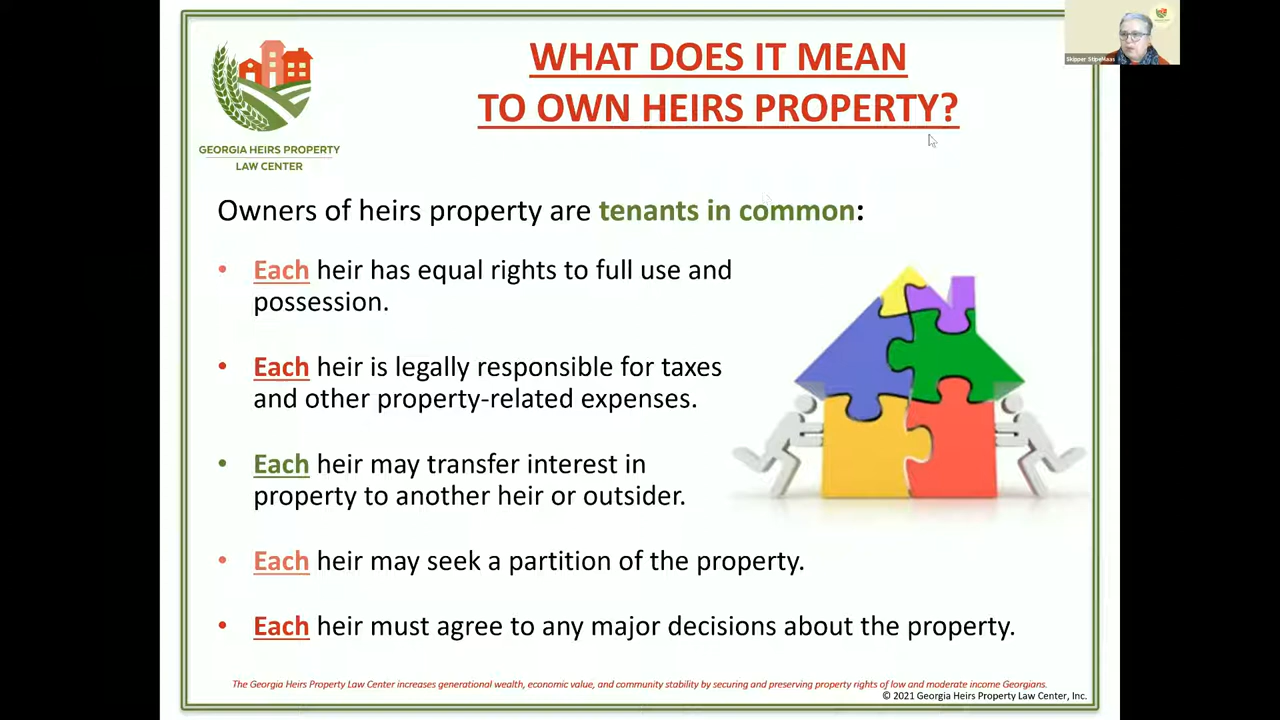 WHAT DOES IT MEAN
TO OWN HEIRS PROPERTY?
GEORGIA HEIRS PROPERTY
LAW CENTER
Skipper StipeMaas
Owners of heirs property are tenants in common:
• Each heir has equal rights to full use and
possession.
• Each heir is legally responsible for taxes
and other property-related expenses.
• Each heir may transfer interest in
property to another heir or outsider.
• Each heir may seek a partition of the property.
• Each heir must agree to any major decisions about the property.
The Georgia Heirs Property Law Center increases generational wealth, economic value, and community stability by securing and preserving property rights of low and moderate income Georgians.
© 2021 Georgia Heirs Property Law Center, Inc.